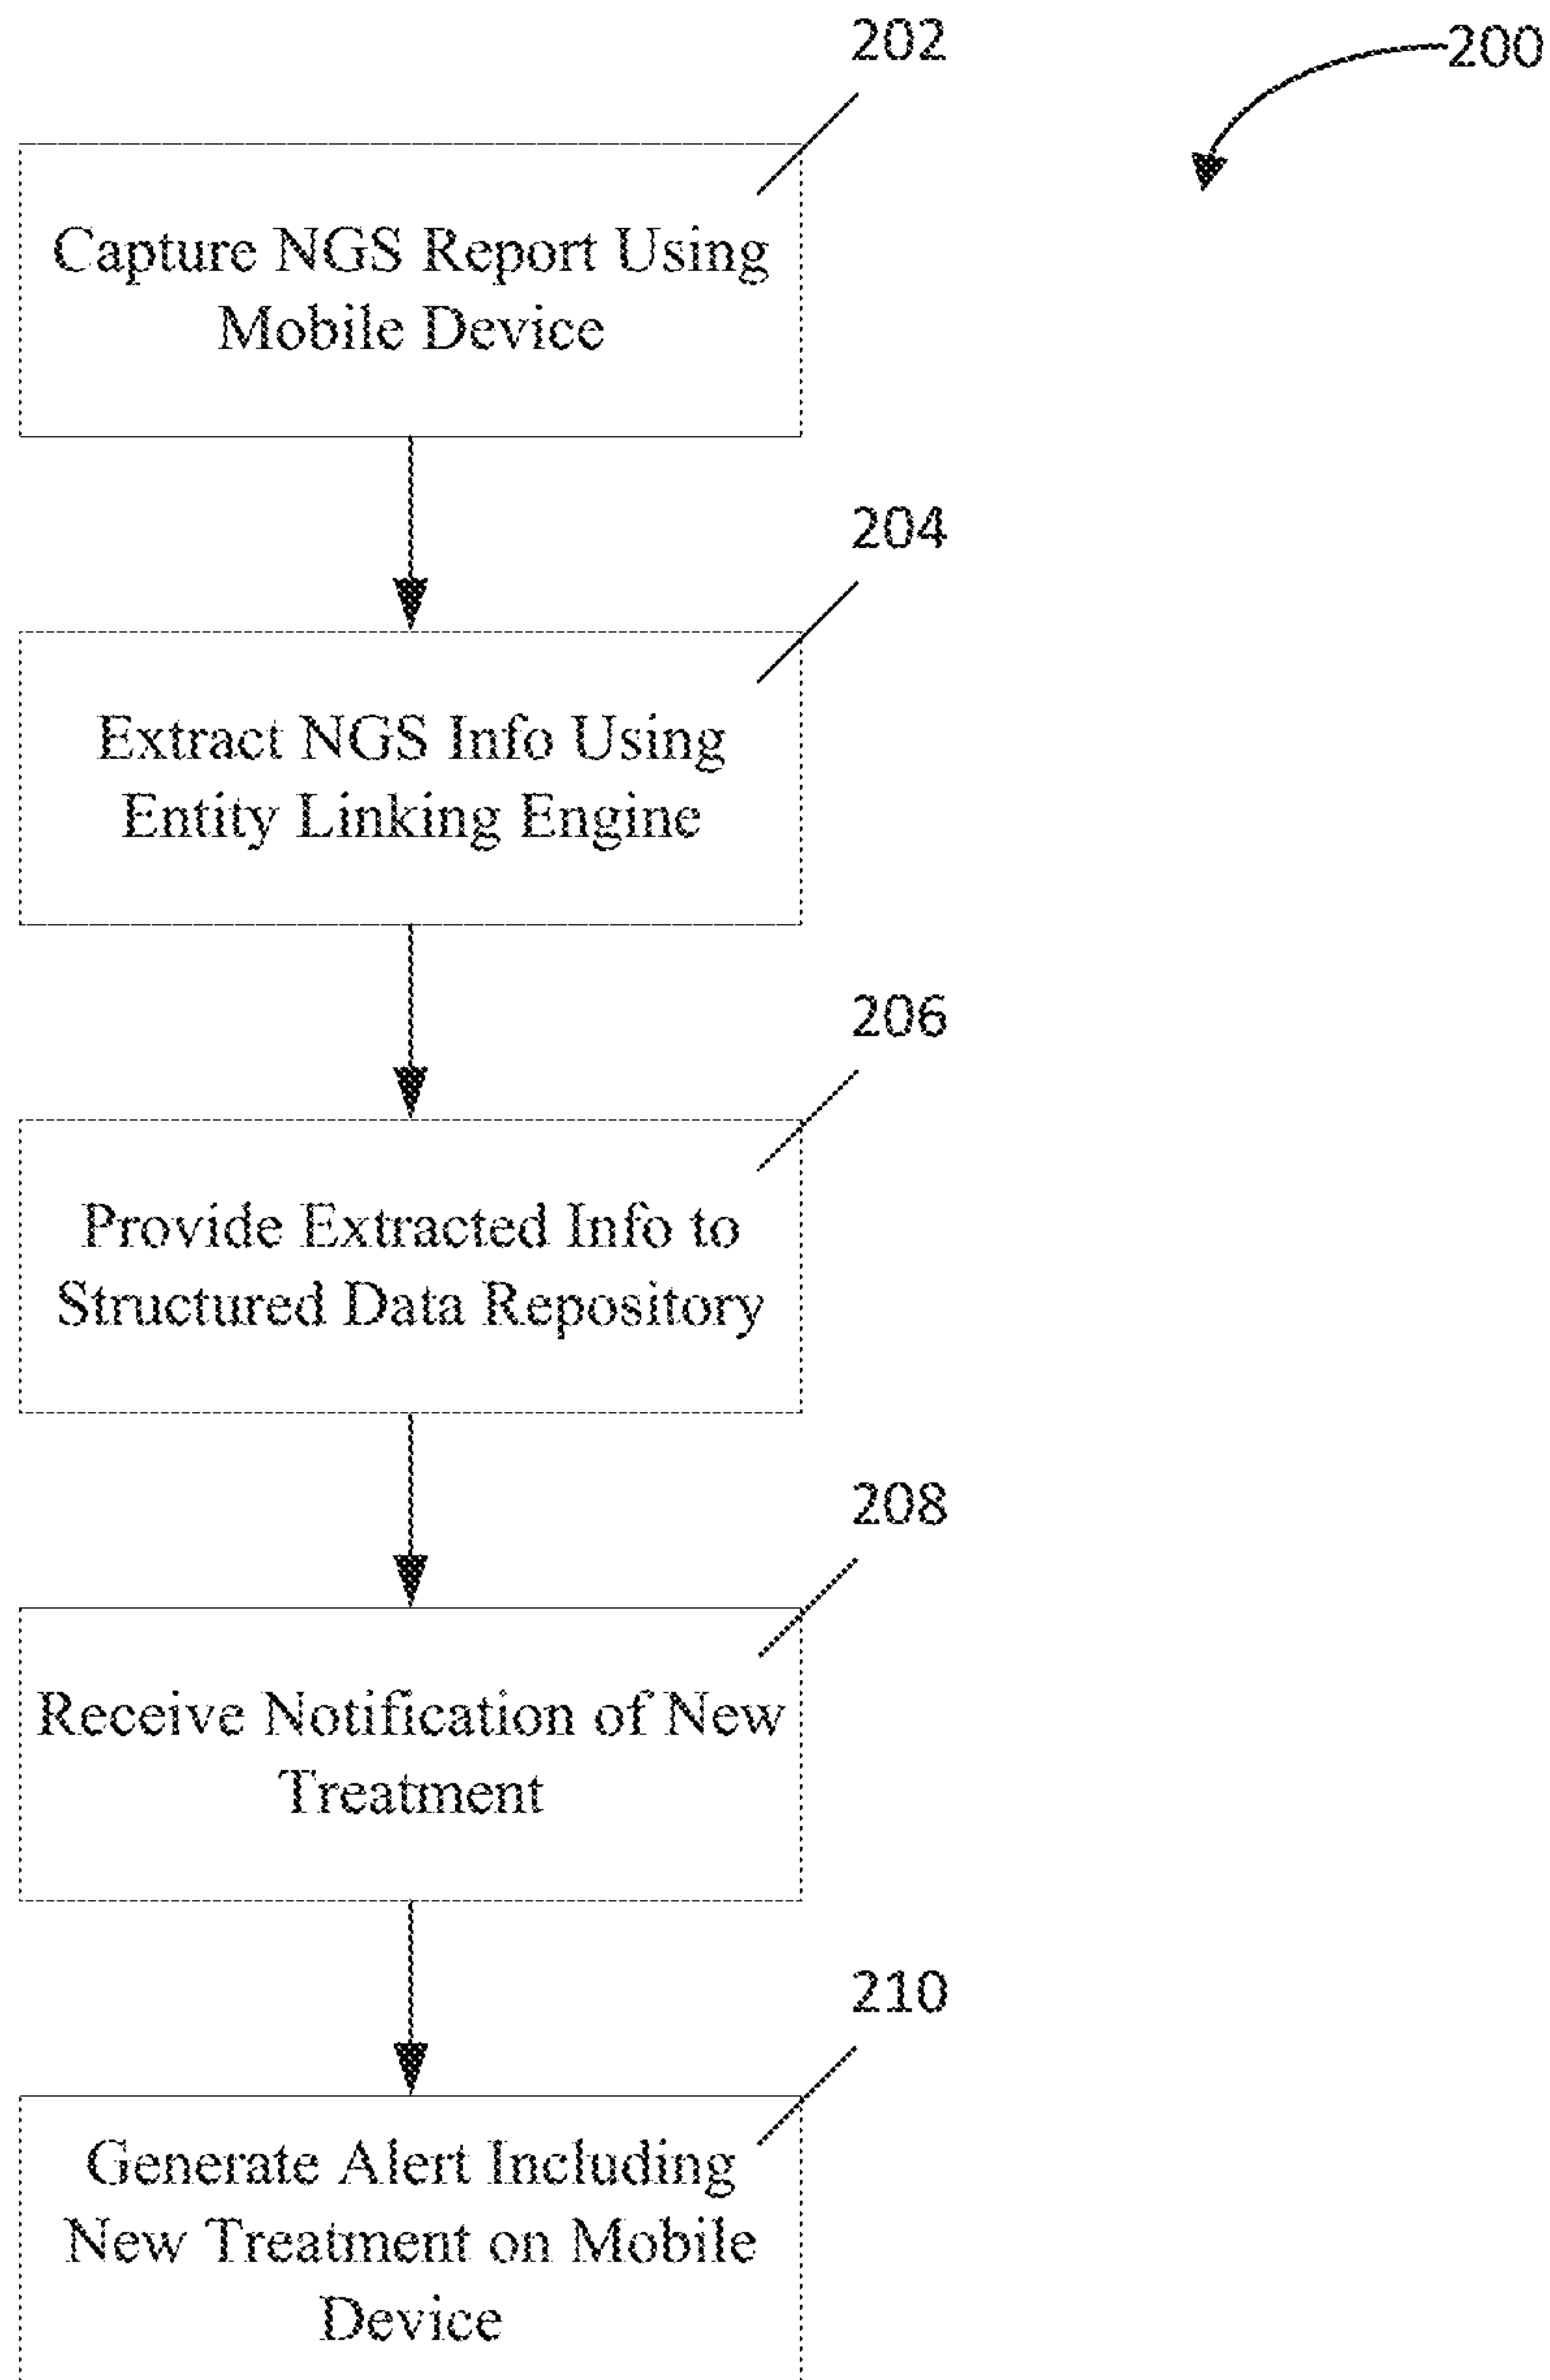 202
200
Capture NGS Report Using
Mobile Device
204
Extract NGS Info Using
Entity Linking Engine
206
Provide Extracted Info to
Structured Data Repository
208
Receive Notification of New
Treatment
210
Generate Alert Including
New Treatment on Mobile
Device